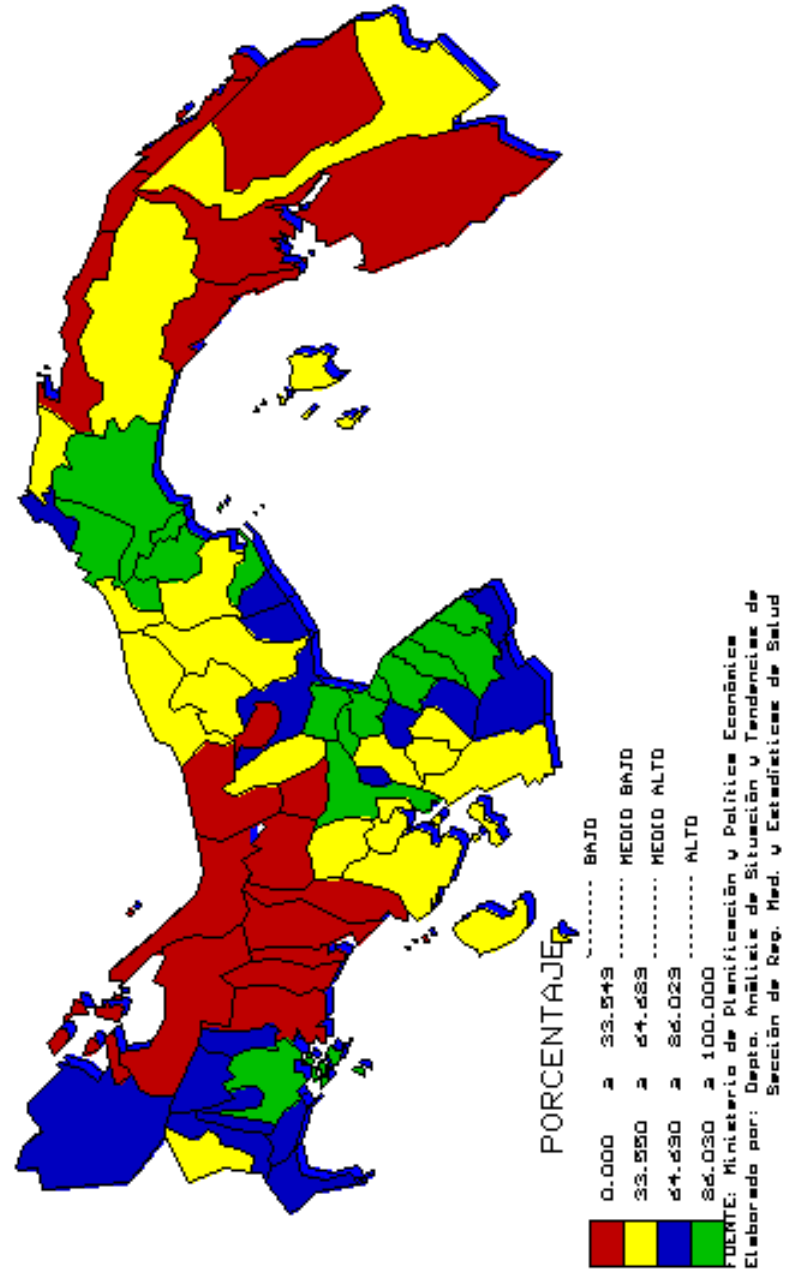 PORCENTAJE
0.000 a 33.549 --------- BAJO
33.550 a 64.689 --------- MEDIO BAJO
64.690 a 86.029 --------- MEDIO ALTO
86.030 a 100.000 --------- ALTO
FUENTE: Ministerio de Planificación y Política Económica
Elaborado por: Depto. Análisis de Situación y Tendencias de
Sección de Reg. Med. y Estadísticas de Salud